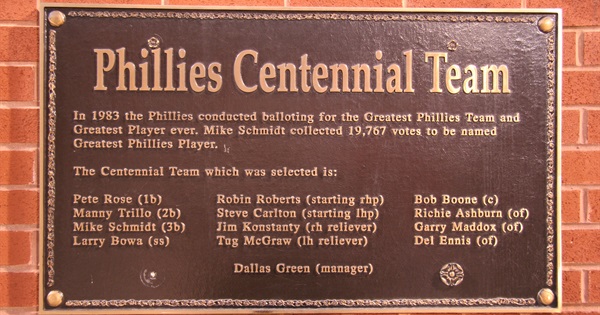 Phillies Centennial Team
In 1983 the Phillies conducted balloting for the Greatest Phillies Team and
Greatest Player ever. Mike Schmidt collected 19,767 votes to be named
Greatest Phillies Player.
The Centennial Team which was selected is:
Pete Rose (1b) Robin Roberts (starting rhp) Bob Boone (c)
Manny Trillo (2b) Steve Carlton (starting lhp) Richie Ashburn (of)
Mike Schmidt (3b) Jim Konstanty (rh reliever) Garry Maddox (of)
Larry Bowa (ss) Tug McGraw (lh reliever) Del Ennis (of)
Dallas Green (manager)